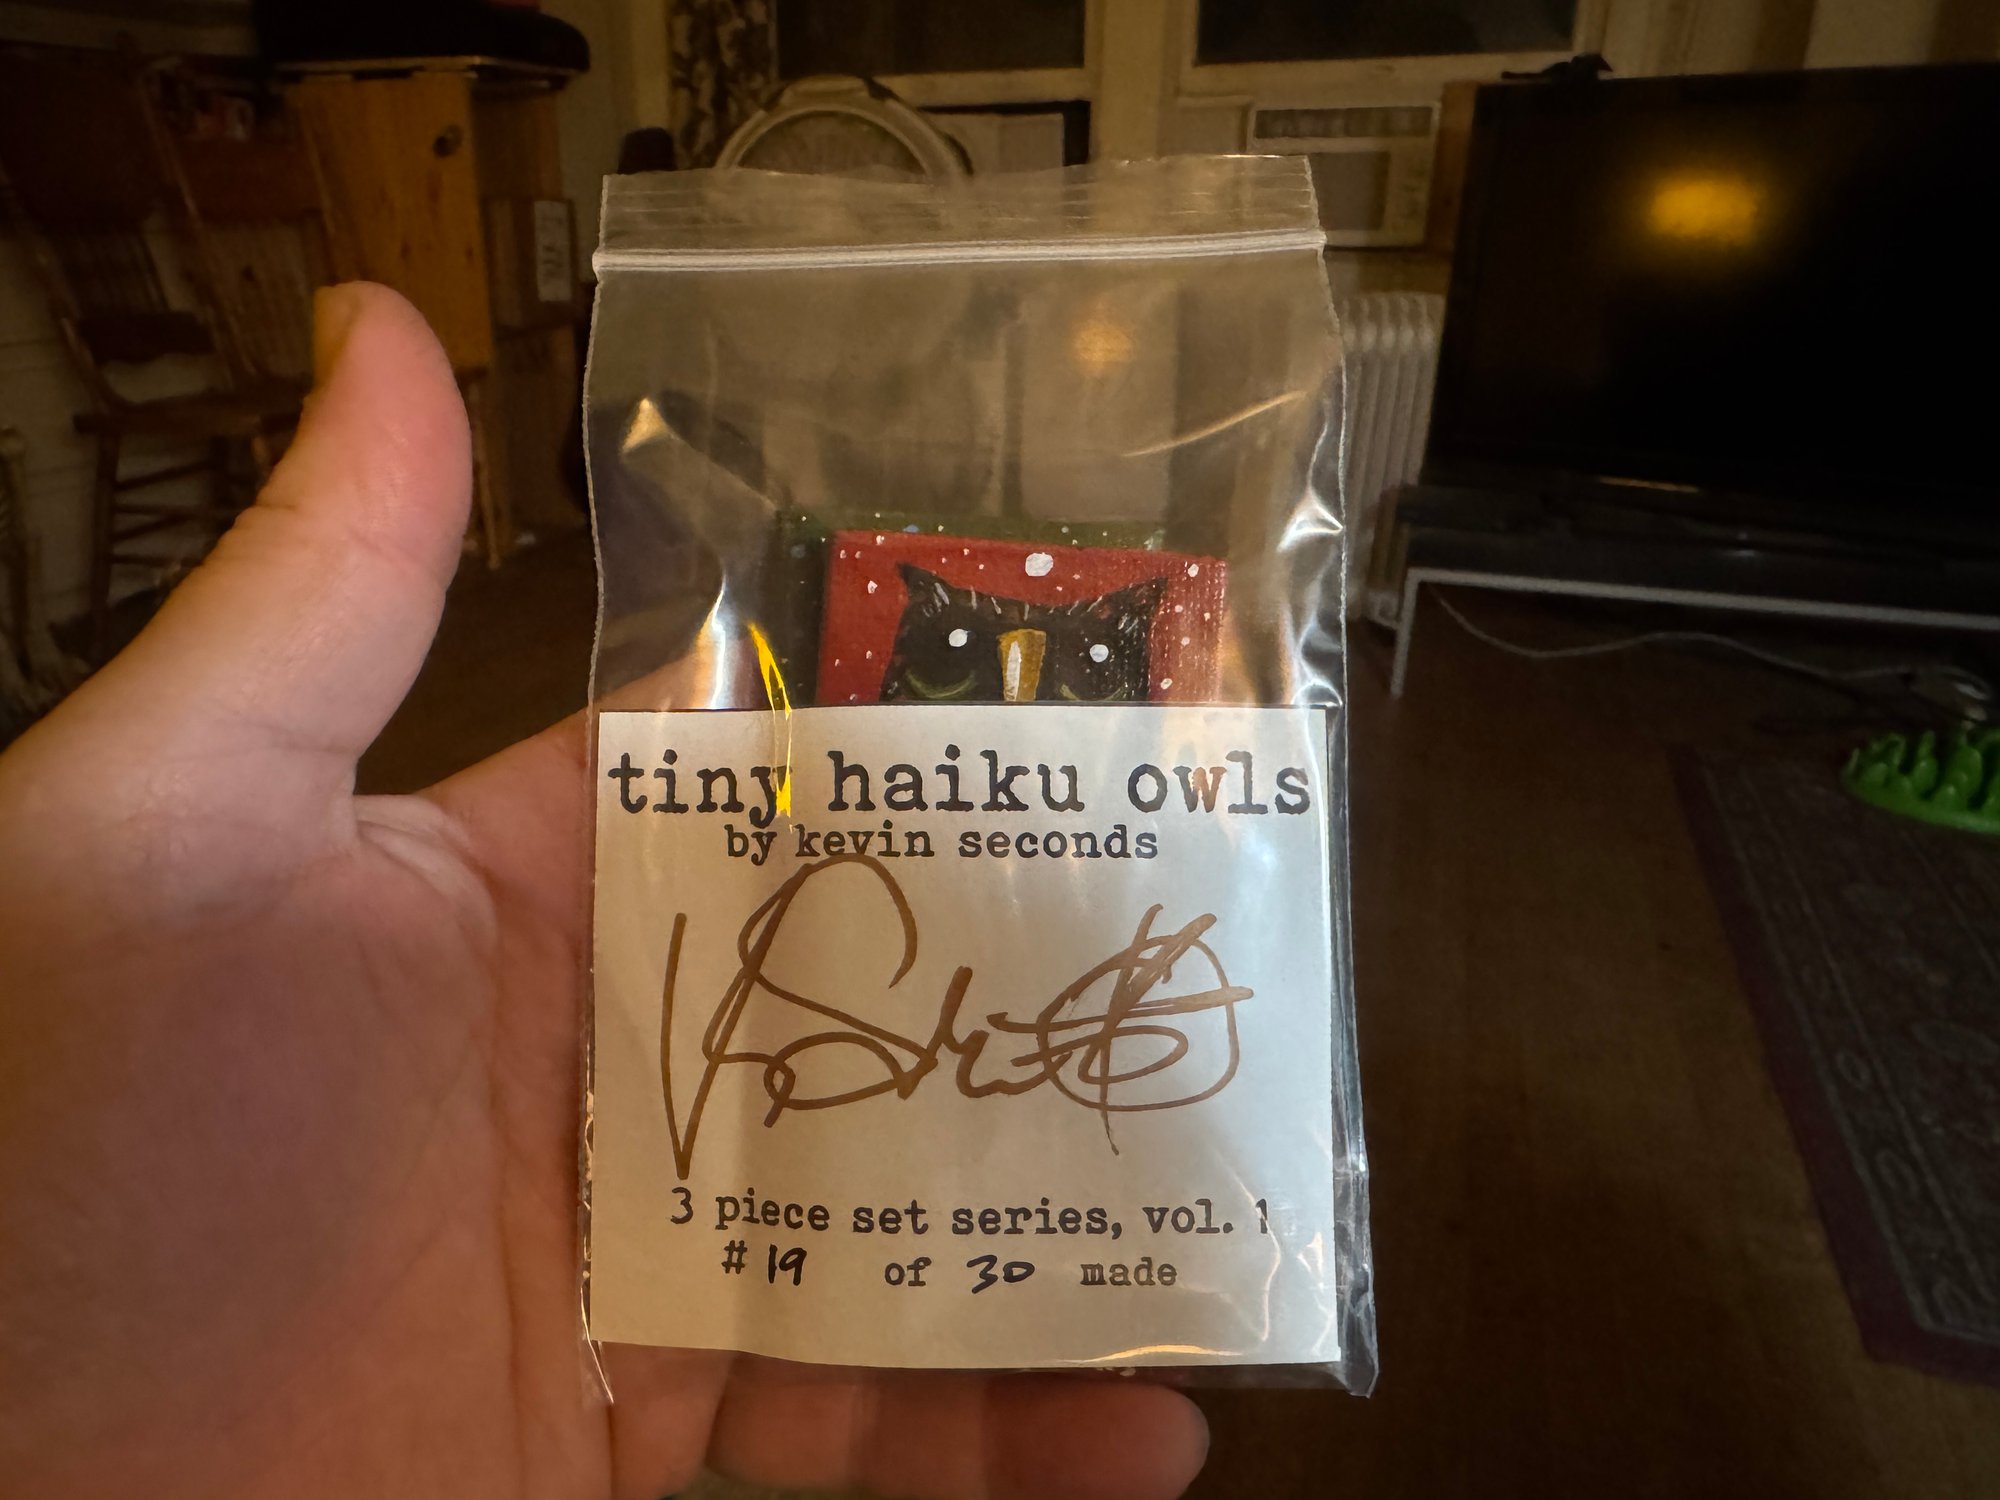 tiny haiku owls
by kevin seconds
3 piece set series, vol. 1
# 19 of 30 made